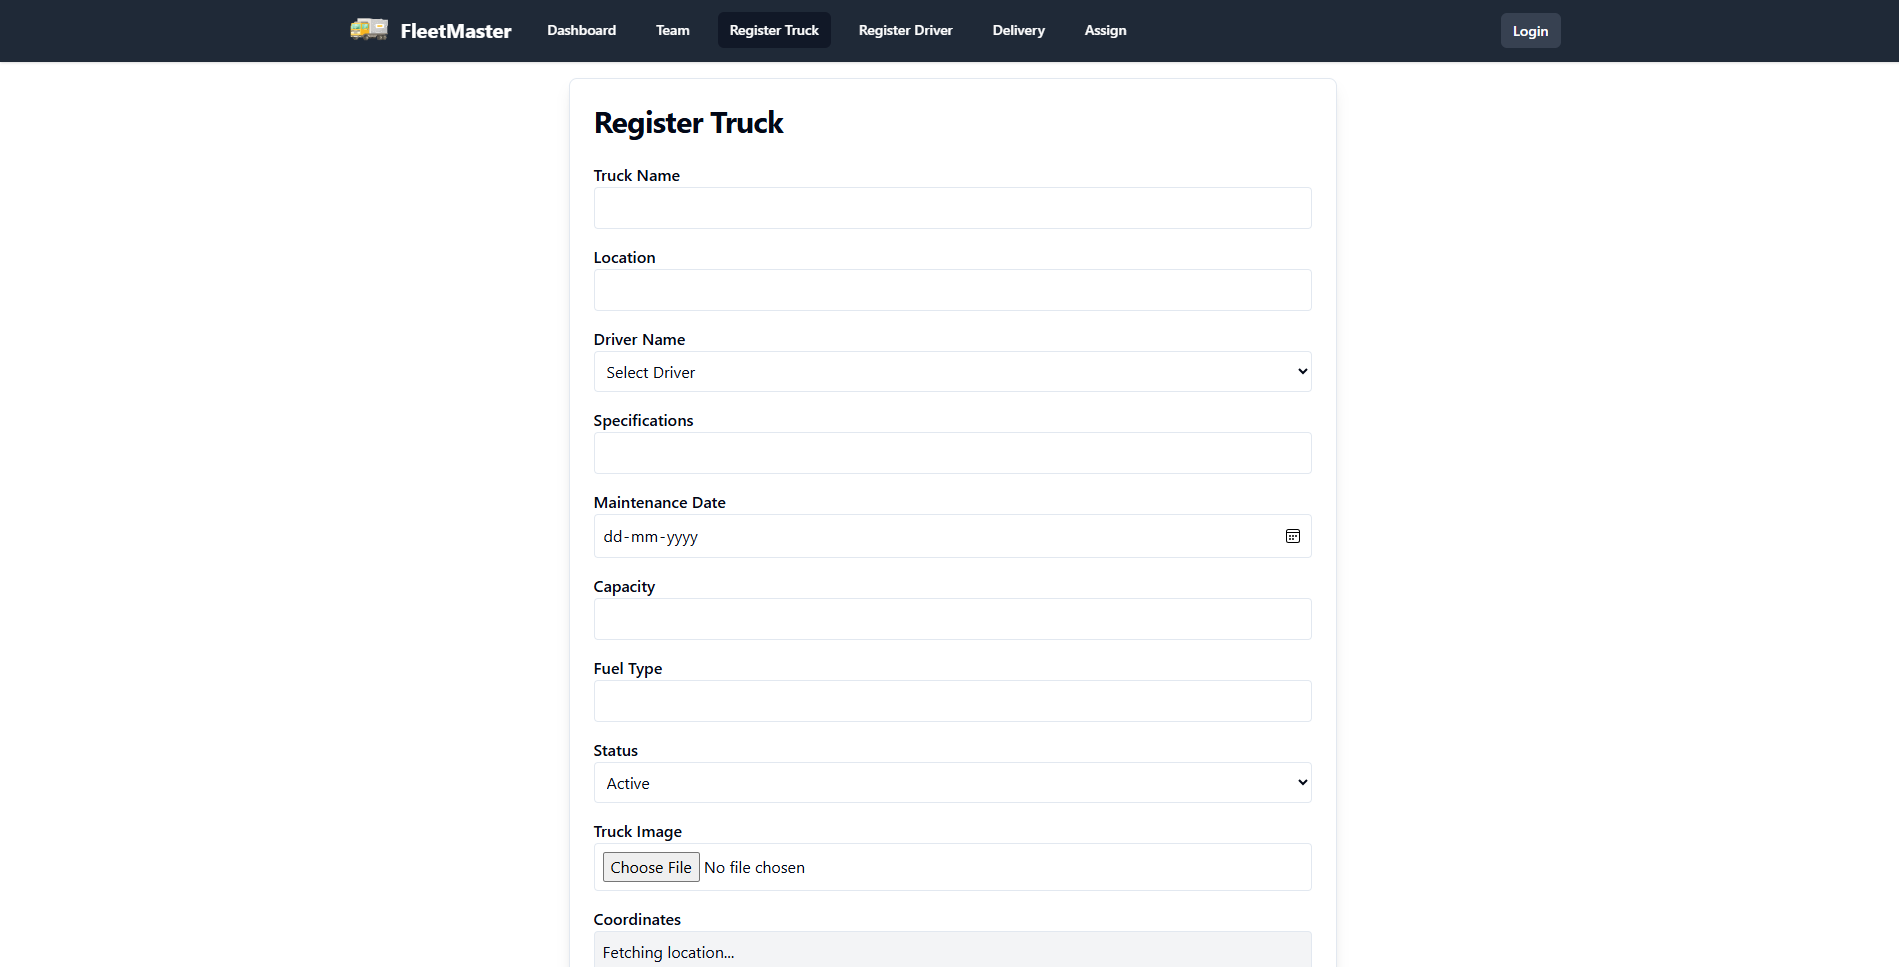 FleetMaster Dashboard Team Register Truck Register Driver Delivery Assign Login
Register Truck
Truck Name
Location
Driver Name
Select Driver
Specifications
Maintenance Date
dd-mm-yyyy
Capacity
Fuel Type
Status
Active
Truck Image
Choose File No file chosen
Coordinates
Fetching location...